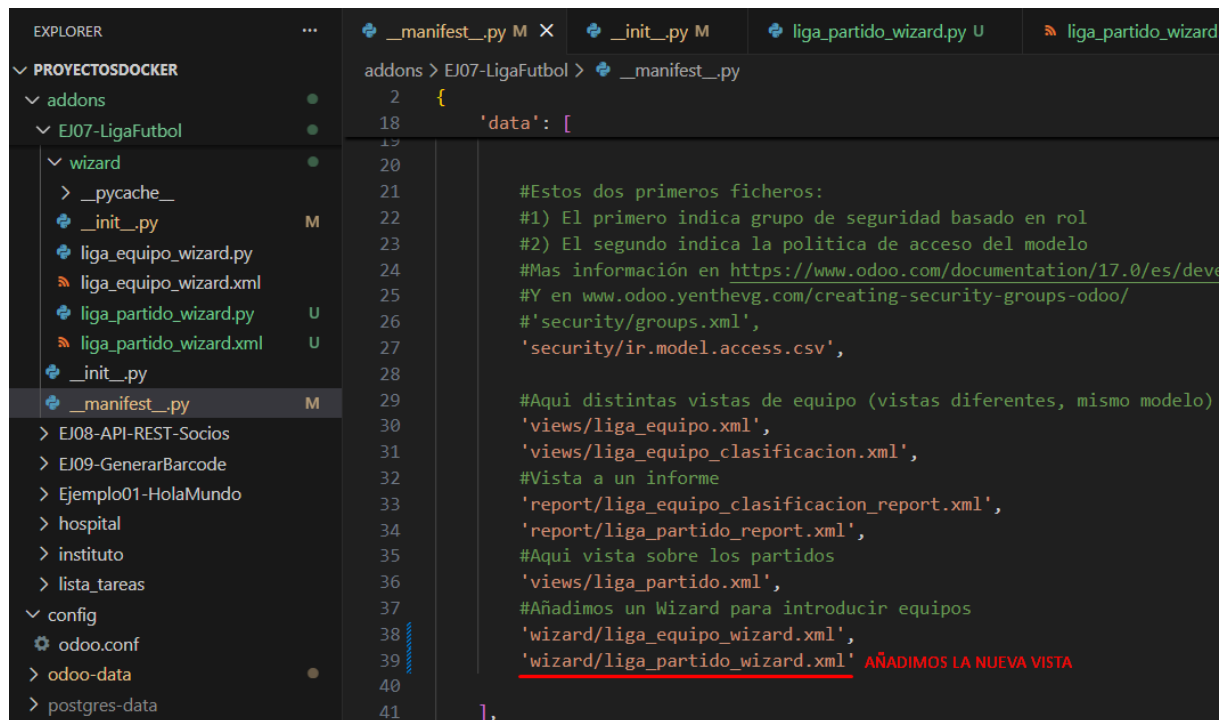 EXPLORER
PROYECTOSDOCKER
addons
EJ07-LigaFutbol
wizard
__pycache__
__init__.py M
liga_equipo_wizard.py
liga_equipo_wizard.xml
liga_partido_wizard.py U
liga_partido_wizard.xml U
__init__.py
__manifest__.py M
EJ08-API-REST-Socios
EJ09-GenerarBarcode
Ejemplo01-HolaMundo
hospital
instituto
lista_tareas
config
odoo.conf
odoo-data
postgres-data
__manifest__.py M __init__.py M liga_partido_wizard.py U liga_partido_wizard
addons > EJ07-LigaFutbol > __manifest__.py
2 {
18 'data': [
19
20
21 #Estos dos primeros ficheros:
22 #1) El primero indica grupo de seguridad basado en rol
23 #2) El segundo indica la politica de acceso del modelo
24 #Mas información en https://www.odoo.com/documentation/17.0/es/deve
25 #Y en www.odoo.yenthevg.com/creating-security-groups-odoo/
26 #'security/groups.xml',
27 'security/ir.model.access.csv',
28
29 #Aqui distintas vistas de equipo (vistas diferentes, mismo modelo)
30 'views/liga_equipo.xml',
31 'views/liga_equipo_clasificacion.xml',
32 #Vista a un informe
33 'report/liga_equipo_clasificacion_report.xml',
34 'report/liga_partido_report.xml',
35 #Aqui vista sobre los partidos
36 'views/liga_partido.xml',
37 #Añadimos un Wizard para introducir equipos
38 'wizard/liga_equipo_wizard.xml',
39 'wizard/liga_partido_wizard.xml' AÑADIMOS LA NUEVA VISTA
40
41 ],